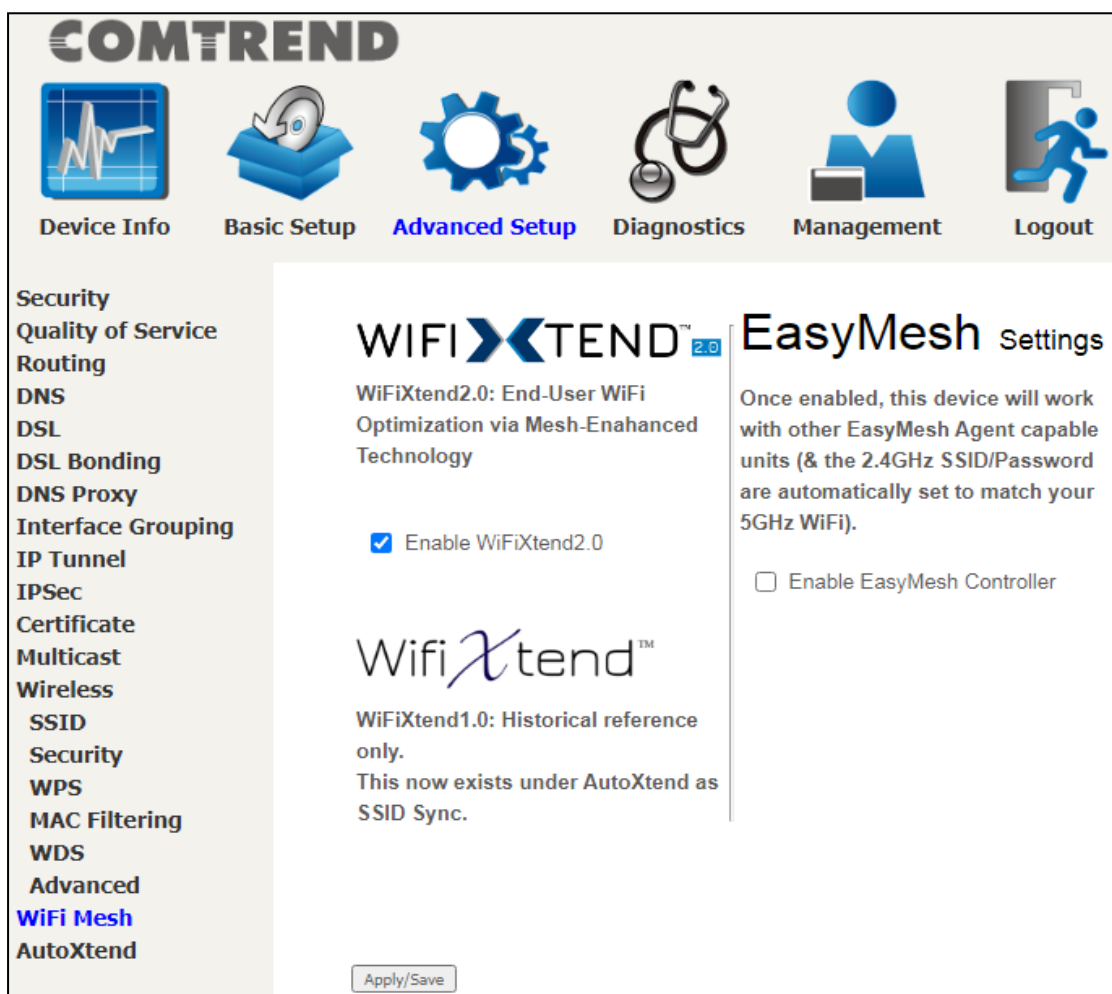 COMTREND
Device Info
Basic Setup
Advanced Setup
Diagnostics
Management
Logout
Security
Quality of Service
Routing
DNS
DSL
DSL Bonding
DNS Proxy
Interface Grouping
IP Tunnel
IPSec
Certificate
Multicast
Wireless
SSID
Security
WPS
MAC Filtering
WDS
Advanced
WiFi Mesh
AutoXtend
WIFI XTEND™ 2.0
WiFiXtend2.0: End-User WiFi
Optimization via Mesh-Enahanced
Technology
Enable WiFiXtend2.0
Wifi Xtend™
WiFiXtend1.0: Historical reference
only.
This now exists under AutoXtend as
SSID Sync.
EasyMesh Settings
Once enabled, this device will work
with other EasyMesh Agent capable
units (& the 2.4GHz SSID/Password
are automatically set to match your
5GHz WiFi).
Enable EasyMesh Controller
Apply/Save